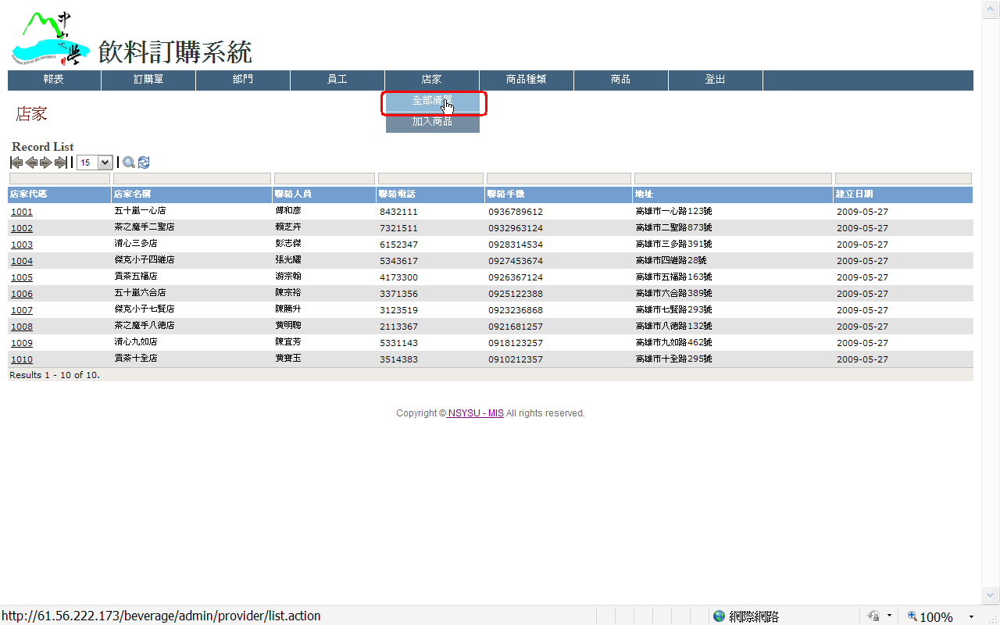 中山大學
NATIONAL SUN YAT-SEN UNIVERSITY
飲料訂購系統
報表 訂購單 部門 員工 店家 商品種類 商品 登出
全部清單
加入商品
店家
Record List
15
店家代碼 店家名稱 聯絡人員 聯絡電話 聯絡手機 地址 建立日期
1001 五十嵐一心店 傅和彥 8432111 0936789612 高雄市一心路123號 2009-05-27
1002 茶之魔手二聖店 賴芝卉 7321511 0932963124 高雄市二聖路873號 2009-05-27
1003 清心三多店 彭志傑 6152347 0928314534 高雄市三多路391號 2009-05-27
1004 傑克小子四維店 張光耀 5343617 0927453674 高雄市四維路28號 2009-05-27
1005 貢茶五福店 游宗翰 4173300 0926367124 高雄市五福路163號 2009-05-27
1006 五十嵐六合店 陳宗裕 3371356 0925122388 高雄市六合路389號 2009-05-27
1007 傑克小子七賢店 陳騰升 3123519 0923236868 高雄市七賢路293號 2009-05-27
1008 茶之魔手八德店 黃明聰 2113367 0921681257 高雄市八德路132號 2009-05-27
1009 清心九如店 陳宜芳 5331143 0918123257 高雄市九如路462號 2009-05-27
1010 貢茶十全店 黃寶玉 3514383 0910212357 高雄市十全路295號 2009-05-27
Results 1 - 10 of 10.
Copyright © NSYSU - MIS All rights reserved.
http://61.56.222.173/beverage/admin/provider/list.action 網際網路 100%